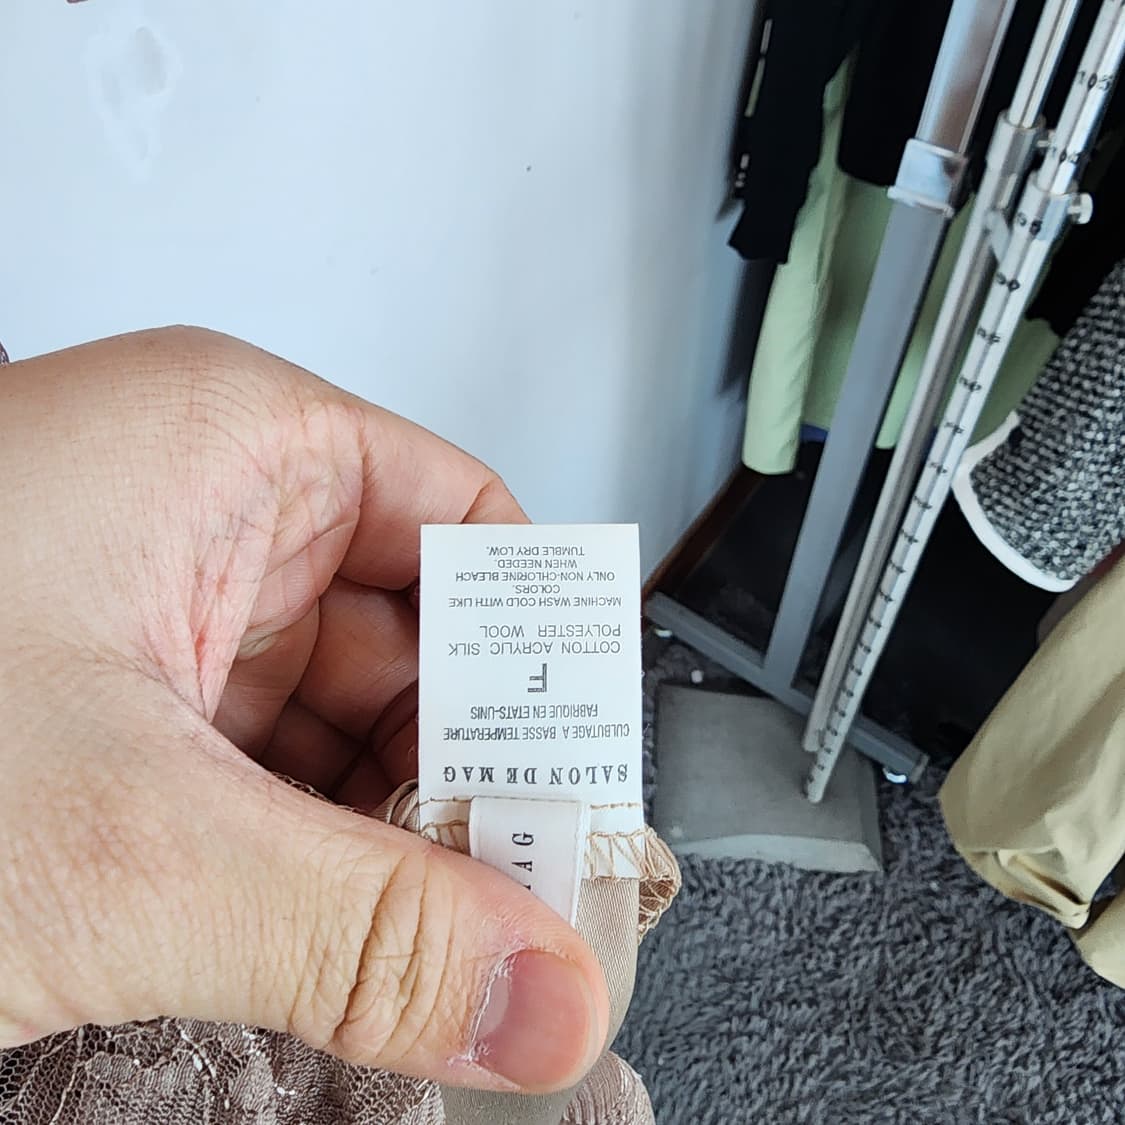 SALON DE MAG
CULBUTAGE A BASSE TEMPERATURE
FABRIQUE EN ETATS-UNIS
F
COTTON ACRYLIC SILK
POLYESTER WOOL
MACHINE WASH COLD WITH LIKE
COLORS.
ONLY NON-CHLORINE BLEACH
WHEN NEEDED.
TUMBLE DRY LOW.
AG